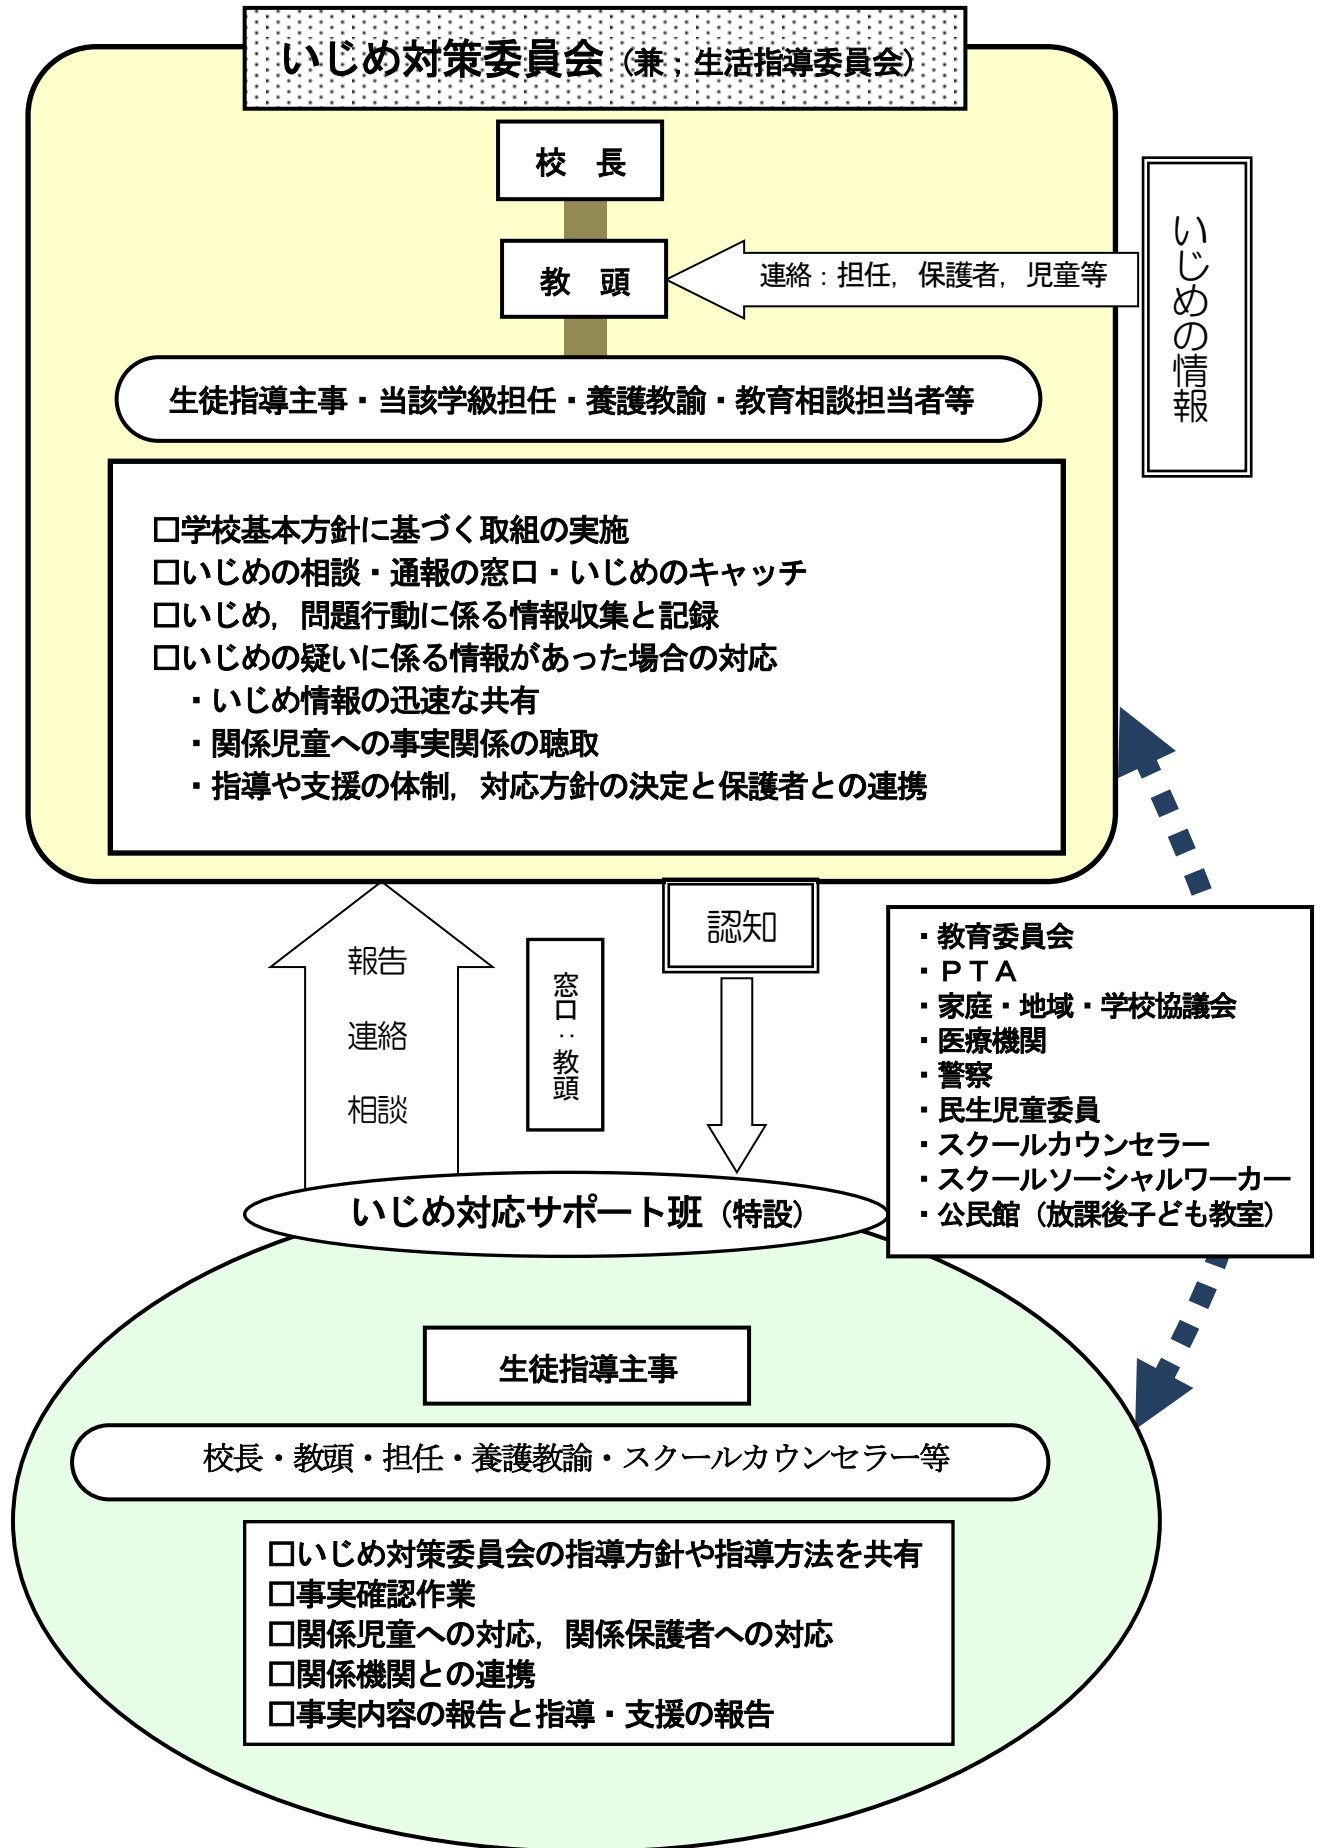 いじめ対策委員会（兼；生活指導委員会）
校　長
教　頭
連絡：担任，保護者，児童等
いじめの情報
生徒指導主事・当該学級担任・養護教諭・教育相談担当者等
□学校基本方針に基づく取組の実施
□いじめの相談・通報の窓口・いじめのキャッチ
□いじめ，問題行動に係る情報収集と記録
□いじめの疑いに係る情報があった場合の対応
・いじめ情報の迅速な共有
・関係児童への事実関係の聴取
・指導や支援の体制，対応方針の決定と保護者との連携
報告
連絡
相談
窓口：教頭
認知
・教育委員会
・ＰＴＡ
・家庭・地域・学校協議会
・医療機関
・警察
・民生児童委員
・スクールカウンセラー
・スクールソーシャルワーカー
・公民館（放課後子ども教室）
いじめ対応サポート班（特設）
生徒指導主事
校長・教頭・担任・養護教諭・スクールカウンセラー等
□いじめ対策委員会の指導方針や指導方法を共有
□事実確認作業
□関係児童への対応，関係保護者への対応
□関係機関との連携
□事実内容の報告と指導・支援の報告